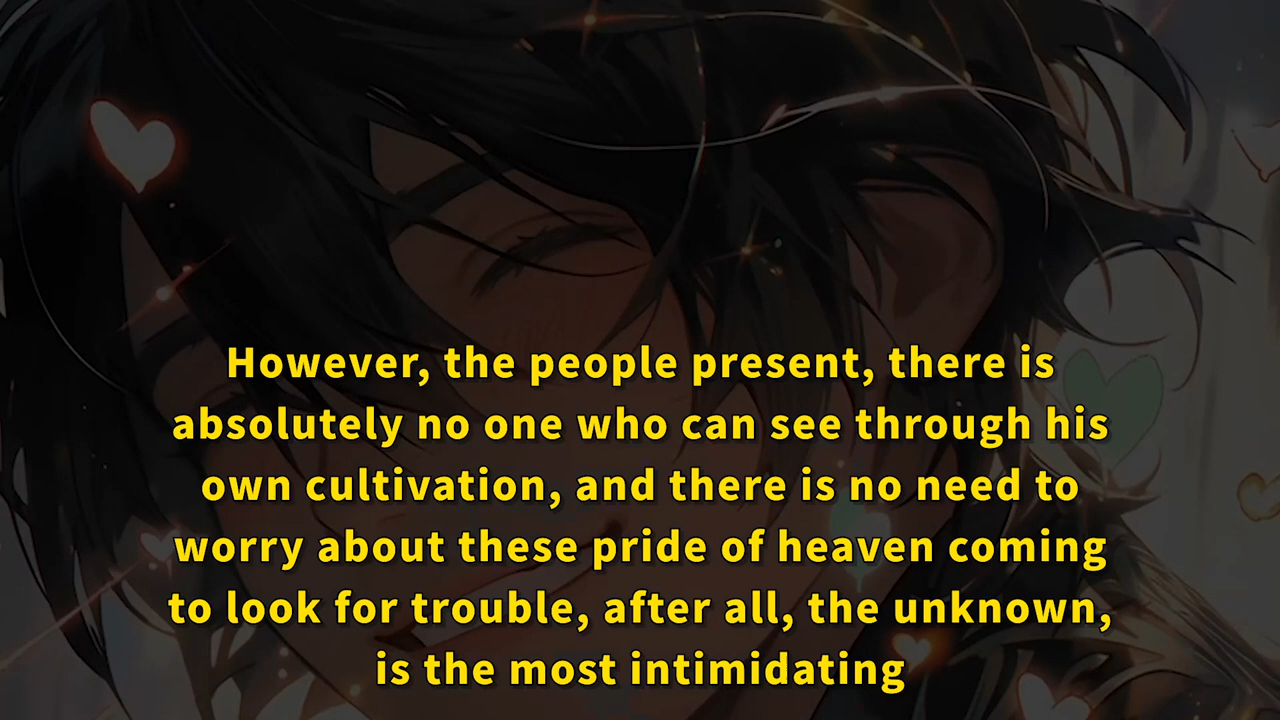 However, the people present, there is
absolutely no one who can see through his
own cultivation, and there is no need to
worry about these pride of heaven coming
to look for trouble, after all, the unknown,
is the most intimidating